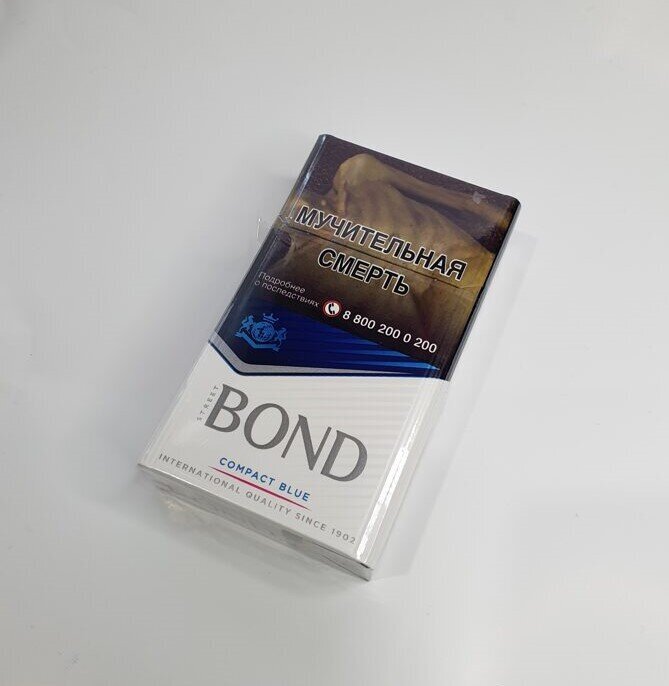 МУЧИТЕЛЬНАЯ
СМЕРТЬ
Подробнее
о последствиях
8 800 200 0 200
STREET
BOND
COMPACT BLUE
INTERNATIONAL QUALITY SINCE 1902